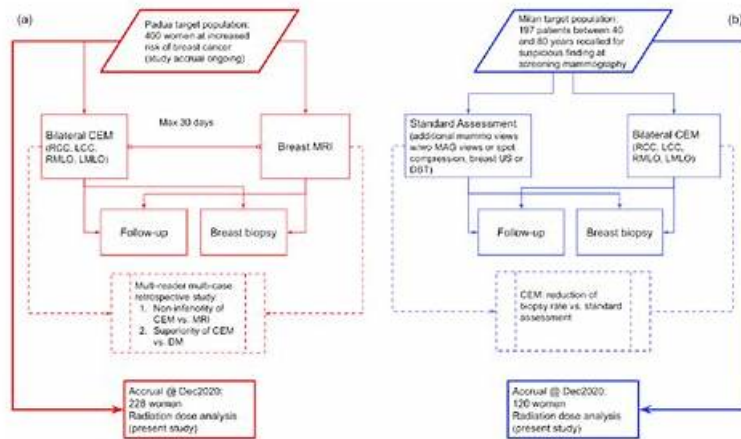 (a)
Padua target population:
400 women at increased
risk of breast cancer
(study accrual ongoing)
Bilateral CEM
(RCC, LCC,
RMLO, LMLO)
Max 30 days
Breast MRI
Follow-up
Breast biopsy
Multi-reader multi-case
retrospective study:
1. Non-inferiority of
CEM vs. MRI
2. Superiority of CEM
vs. DM
Accrual @ Dec2020:
228 women
Radiation dose analysis
(present study)
(b)
Milan target population:
197 patients between 40
and 80 years recalled for
suspicious finding at
screening mammography
Standard Assessment
(additional mammo views
w/wo MAG views or spot
compression, breast US or
DBT)
Bilateral CEM
(RCC, LCC,
RMLO, LMLO)
Follow-up
Breast biopsy
CEM: reduction of
biopsy rate vs. standard
assessment
Accrual @ Dec2020:
120 women
Radiation dose analysis
(present study)